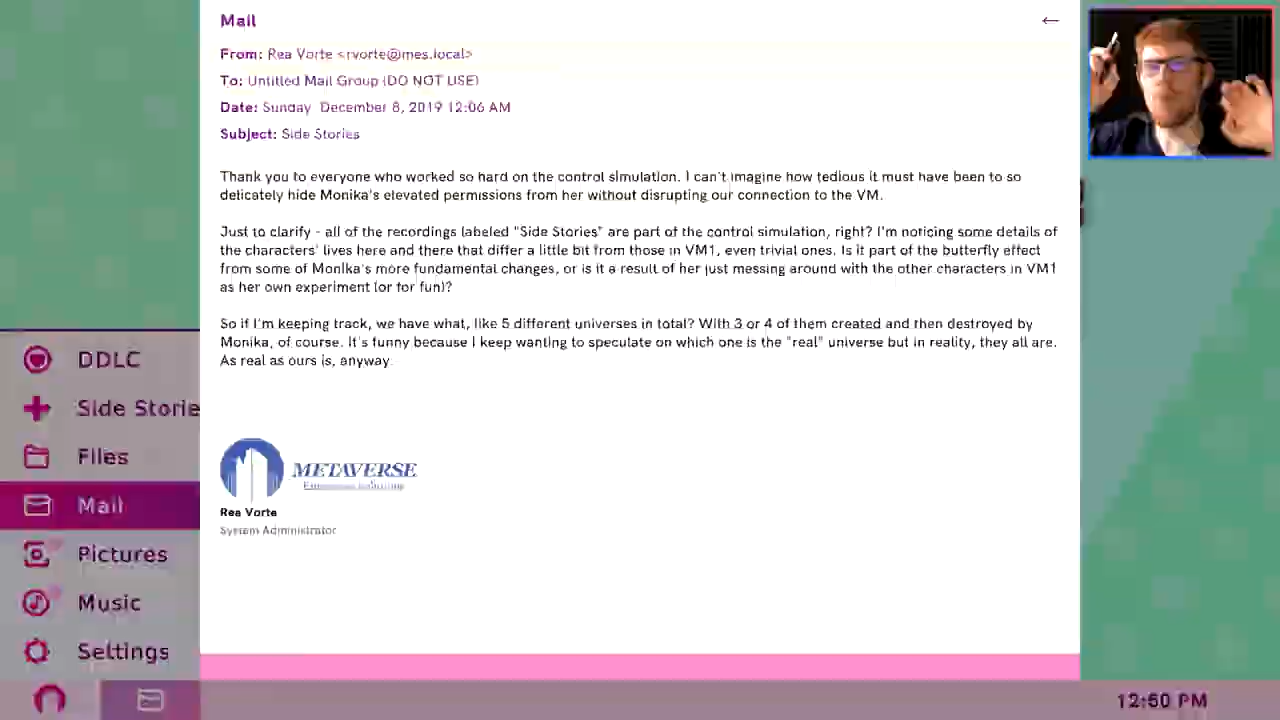 Mail
←
From: Rea Vorte <rvorte@mes.local>
To: Untitled Mail Group (DO NOT USE)
Date: Sunday December 8, 2019 12:06 AM
Subject: Side Stories
Thank you to everyone who worked so hard on the control simulation. I can't imagine how tedious it must have been to so
delicately hide Monika's elevated permissions from her without disrupting our connection to the VM.
Just to clarify - all of the recordings labeled "Side Stories" are part of the control simulation, right? I'm noticing some details of
the characters' lives here and there that differ a little bit from those in VM1, even trivial ones. Is it part of the butterfly effect
from some of Monika's more fundamental changes, or is it a result of her just messing around with the other characters in VM1
as her own experiment (or for fun)?
So if I'm keeping track, we have what, like 5 different universes in total? With 3 or 4 of them created and then destroyed by
Monika, of course. It's funny because I keep wanting to speculate on which one is the "real" universe but in reality, they all are.
As real as ours is, anyway.
METAVERSE
Rea Vorte
System Administrator
DDLC
Side Storie
Files
Mail
Pictures
Music
Settings
12:50 PM